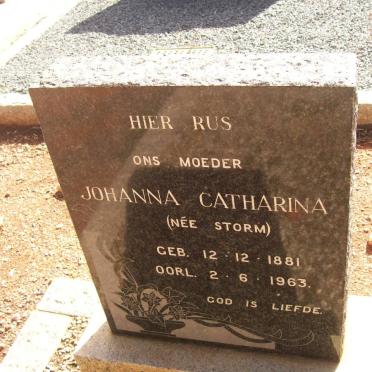 HIER RUS
ONS MOEDER
JOHANNA CATHARINA
(NÉE STORM)
GEB. 12·12·1881
OORL. 2·6·1963.
GOD IS LIEFDE.